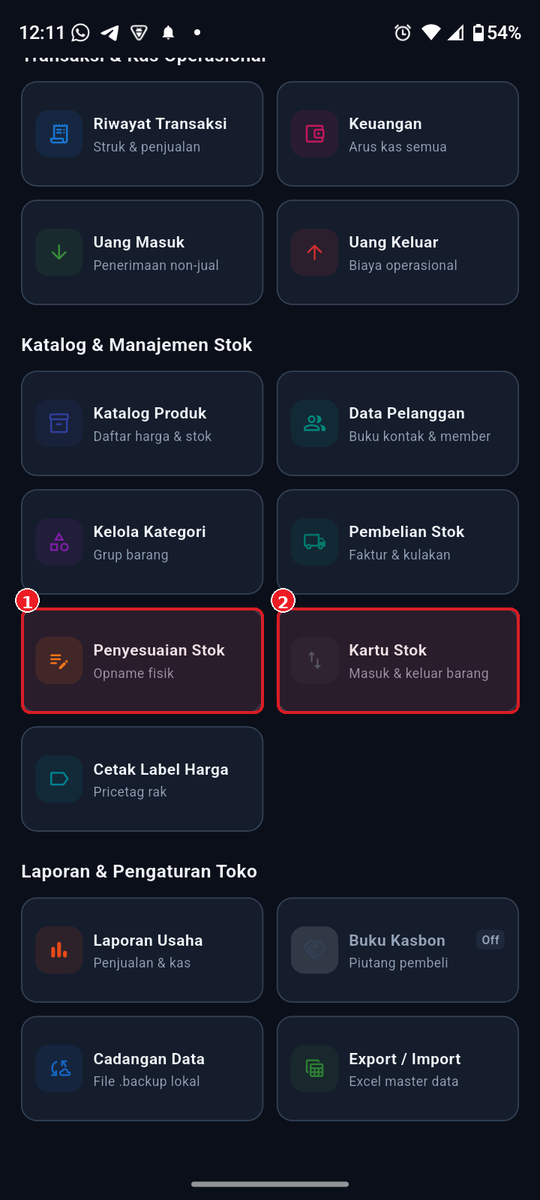 12:11
54%
Transaksi & Kas Operasional
Riwayat Transaksi
Struk & penjualan
Keuangan
Arus kas semua
Uang Masuk
Penerimaan non-jual
Uang Keluar
Biaya operasional
Katalog & Manajemen Stok
Katalog Produk
Daftar harga & stok
Data Pelanggan
Buku kontak & member
Kelola Kategori
Grup barang
Pembelian Stok
Faktur & kulakan
1
Penyesuaian Stok
Opname fisik
2
Kartu Stok
Masuk & keluar barang
Cetak Label Harga
Pricetag rak
Laporan & Pengaturan Toko
Laporan Usaha
Penjualan & kas
Buku Kasbon
Off
Piutang pembeli
Cadangan Data
File .backup lokal
Export / Import
Excel master data